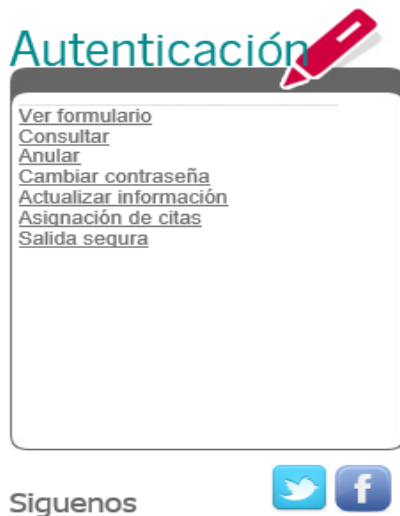 Autenticación
Ver formulario
Consultar
Anular
Cambiar contraseña
Actualizar información
Asignación de citas
Salida segura
Siguenos
f